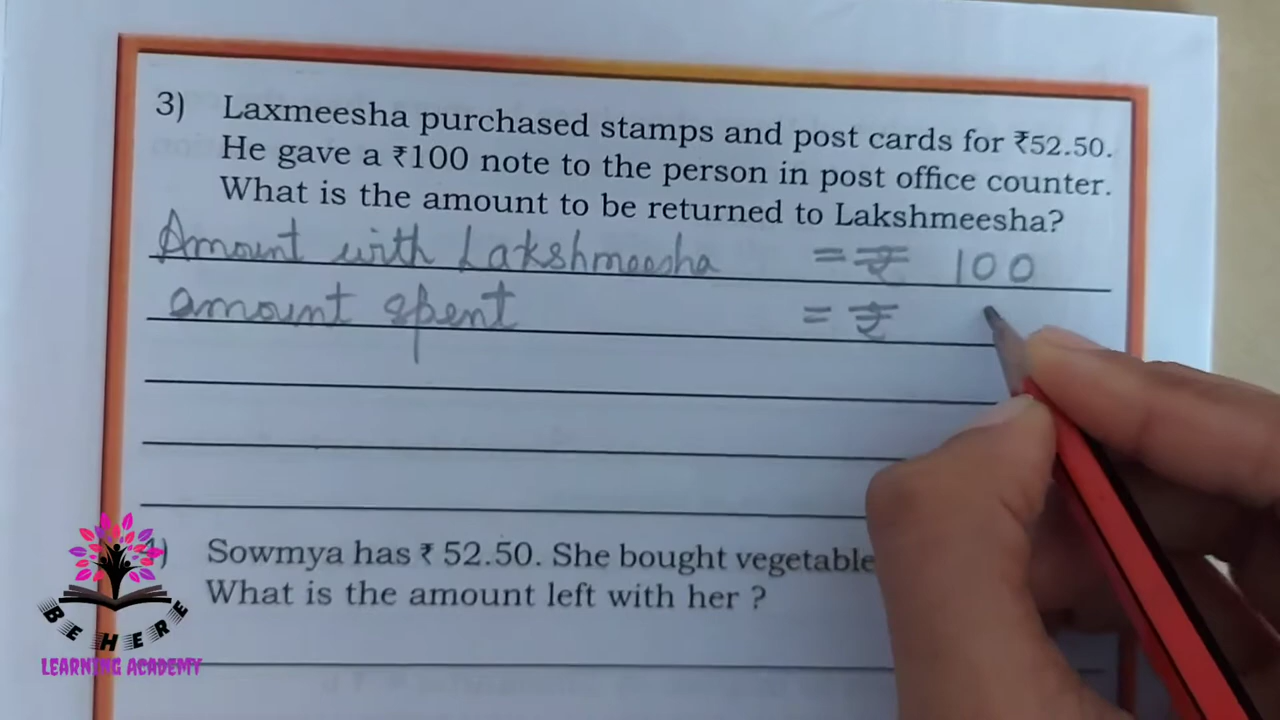 3) Laxmeesha purchased stamps and post cards for ₹52.50.
He gave a ₹100 note to the person in post office counter.
What is the amount to be returned to Lakshmeesha?
Amount with Lakshmeesha = ₹ 100
amount spent = ₹
4) Sowmya has ₹ 52.50. She bought vegetable
What is the amount left with her ?
BE HERE
LEARNING ACADEMY